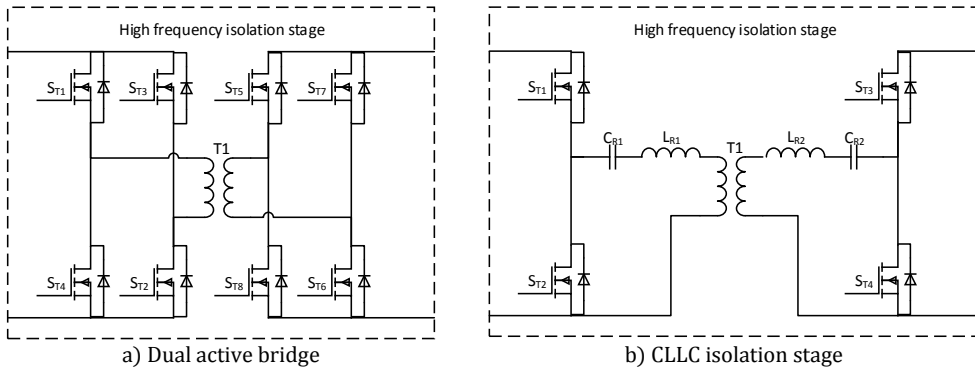 High frequency isolation stage
S_T1 S_T3 S_T5 S_T7
T1
S_T4 S_T2 S_T8 S_T6
a) Dual active bridge
High frequency isolation stage
S_T1 S_T3
C_R1 L_R1 T1 L_R2 C_R2
S_T2 S_T4
b) CLLC isolation stage